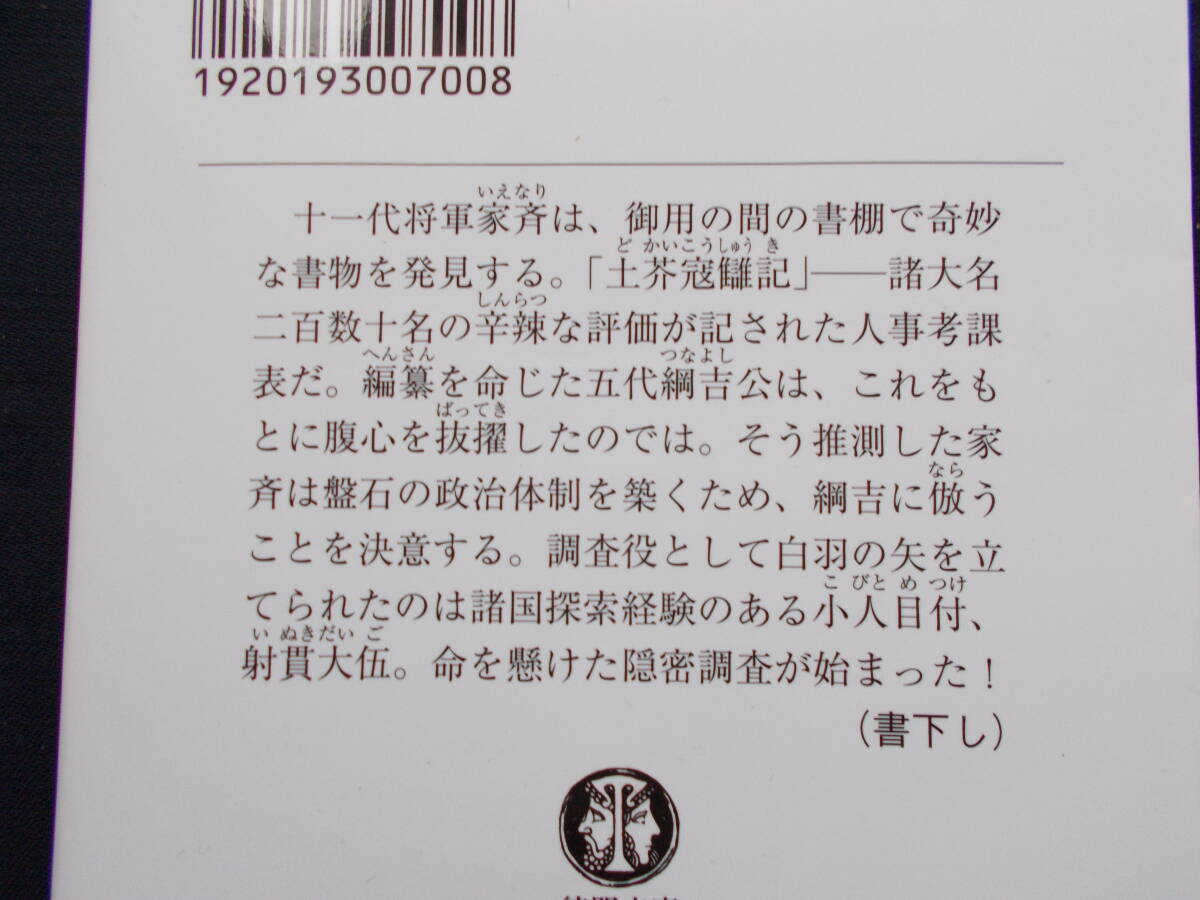 1920193007008
十一代将軍家斉は、御用の間の書棚で奇妙
な書物を発見する。「土芥寇讎記」――諸大名
二百数十名の辛辣な評価が記された人事考課
表だ。編纂を命じた五代綱吉公は、これをも
とに腹心を抜擢したのでは。そう推測した家
斉は盤石の政治体制を築くため、綱吉に倣う
ことを決意する。調査役として白羽の矢を立
てられたのは諸国探索経験のある小人目付、
射貫大伍。命を懸けた隠密調査が始まった！
（書下し）